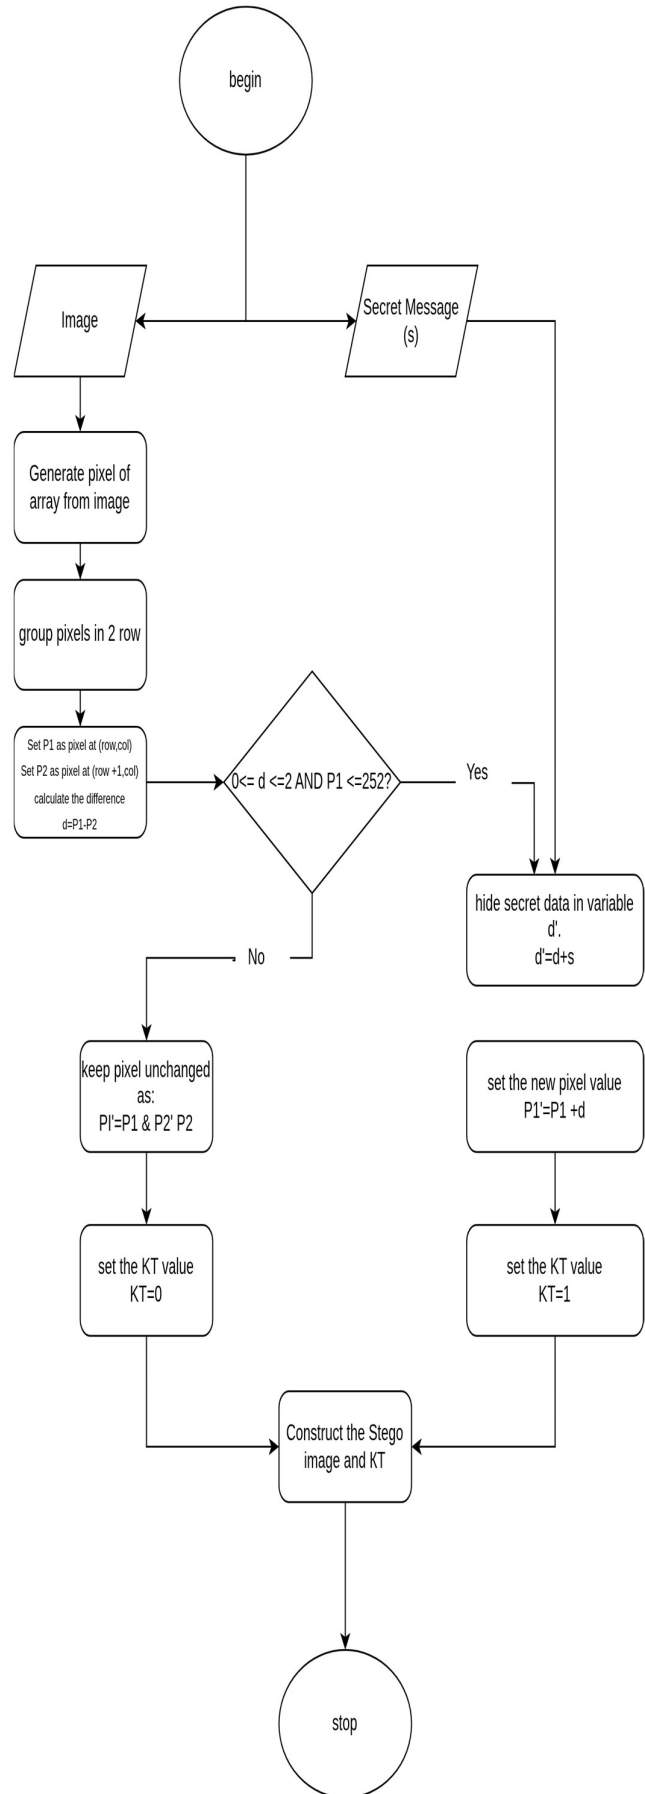 begin
Image
Secret Message
(s)
Generate pixel of
array from image
group pixels in 2 row
Set P1 as pixel at (row,col)
Set P2 as pixel at (row +1,col)
calculate the difference
d=P1-P2
0<= d <=2 AND P1 <=252?
Yes
hide secret data in variable
d'.
d'=d+s
No
keep pixel unchanged
as:
PI'=P1 & P2' P2
set the new pixel value
P1'=P1 +d
set the KT value
KT=0
set the KT value
KT=1
Construct the Stego
image and KT
stop